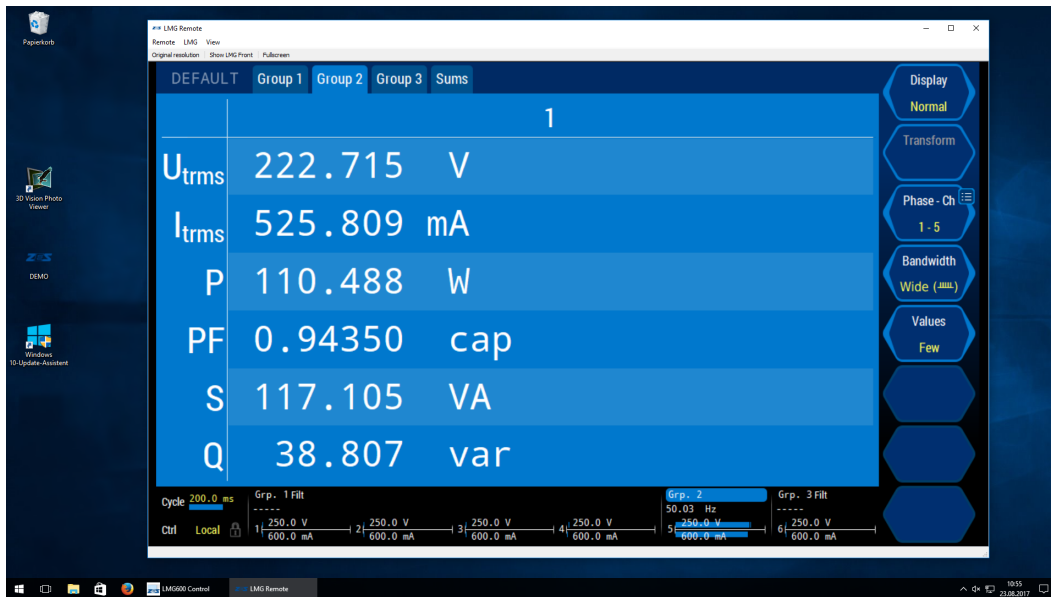 Papierkorb
3D Vision Photo
Viewer
ZES
DEMO
Windows
10-Update-Assistent
ZES LMG Remote
Remote LMG View
Original resolution Show LMG Front Fullscreen
DEFAULT Group 1 Group 2 Group 3 Sums
1
Utrms 222.715 V
Itrms 525.809 mA
P 110.488 W
PF 0.94350 cap
S 117.105 VA
Q 38.807 var
Display
Normal
Transform
Phase - Ch
1 - 5
Bandwidth
Wide ( )
Values
Few
Cycle 200.0 ms
Ctrl Local
Grp. 1 Filt
-----
1 250.0 V
600.0 mA
2 250.0 V
600.0 mA
3 250.0 V
600.0 mA
4 250.0 V
600.0 mA
Grp. 2
50.03 Hz
5 250.0 V
600.0 mA
Grp. 3 Filt
-----
6 250.0 V
600.0 mA
ZES LMG600 Control
ZES LMG Remote
10:55
23.08.2017